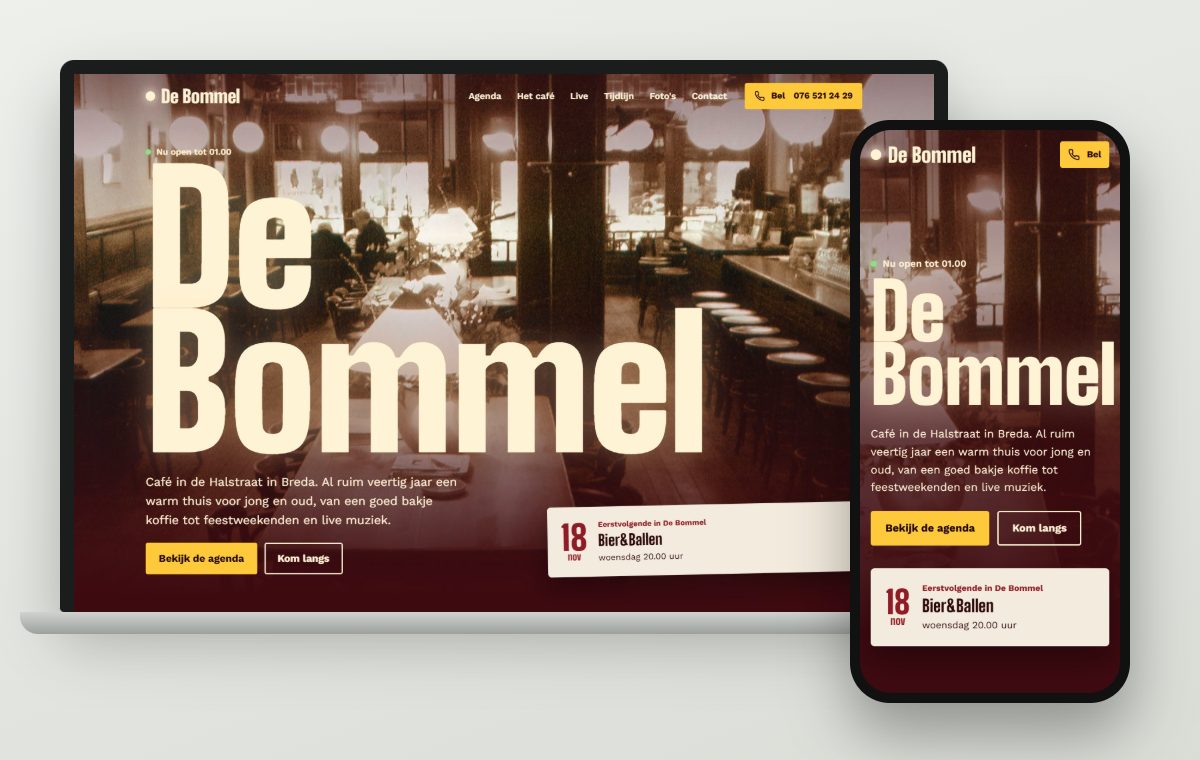 De Bommel
Agenda Het café Live Tijdlijn Foto's Contact
Bel 076 521 24 29
Nu open tot 01.00
De
Bommel
Café in de Halstraat in Breda. Al ruim veertig jaar een
warm thuis voor jong en oud, van een goed bakje
koffie tot feestweekenden en live muziek.
Bekijk de agenda
Kom langs
18
nov
Eerstvolgende in De Bommel
Bier&Ballen
woensdag 20.00 uur
De Bommel
Bel
Nu open tot 01.00
De
Bommel
Café in de Halstraat in Breda. Al ruim
veertig jaar een warm thuis voor jong en
oud, van een goed bakje koffie tot
feestweekenden en live muziek.
Bekijk de agenda
Kom langs
18
nov
Eerstvolgende in De Bommel
Bier&Ballen
woensdag 20.00 uur